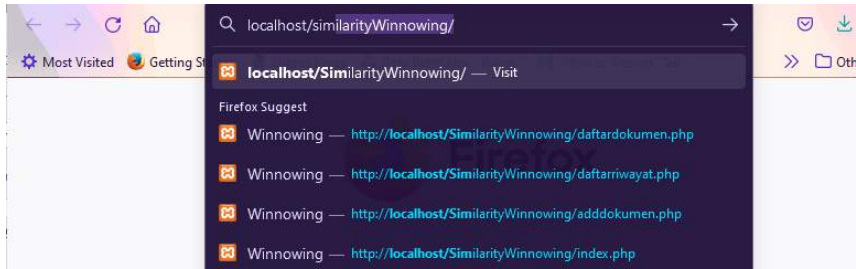 localhost/similarityWinnowing/
Most Visited Getting St
localhost/SimilarityWinnowing/ — Visit
Oth
Firefox Suggest
Winnowing — http://localhost/SimilarityWinnowing/daftardokumen.php
Firefox
Winnowing — http://localhost/SimilarityWinnowing/daftarriwayat.php
Winnowing — http://localhost/SimilarityWinnowing/adddokumen.php
Winnowing — http://localhost/SimilarityWinnowing/index.php